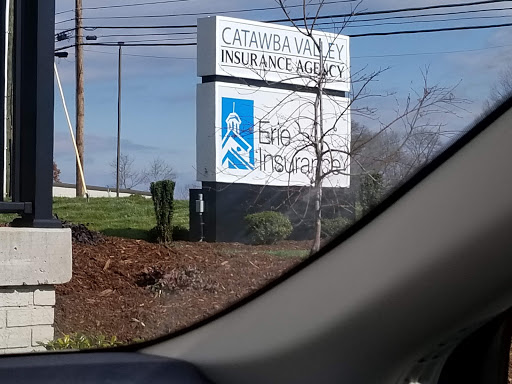 CATAWBA VALLEY
INSURANCE AGENCY
Erie
Insurance